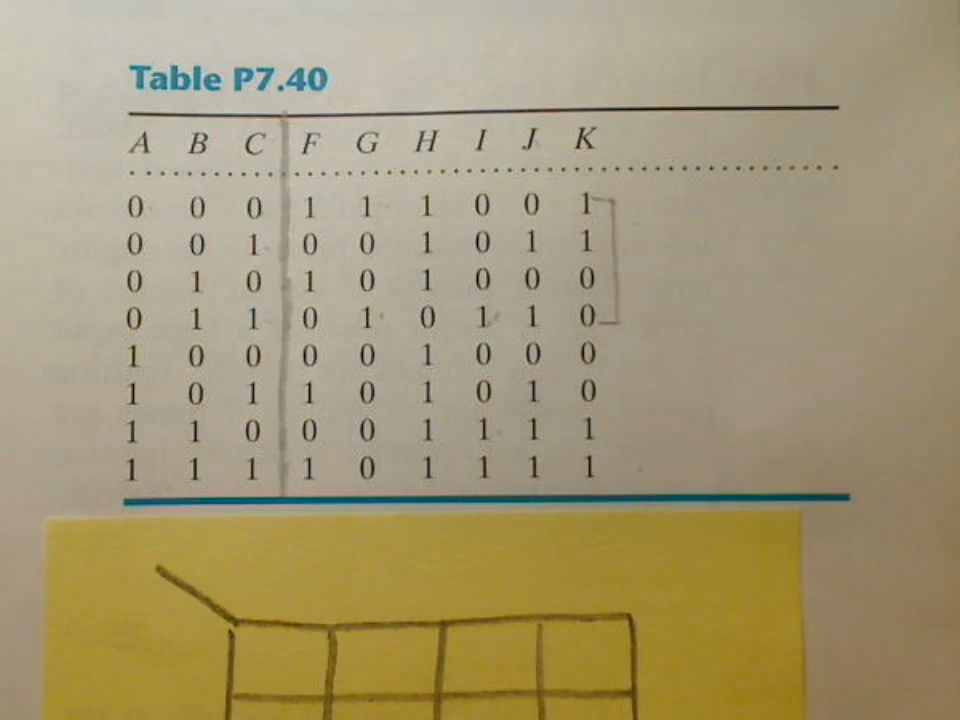 Table P7.40
A B C F G H I J K
0 0 0 1 1 1 0 0 1
0 0 1 0 0 1 0 1 1
0 1 0 1 0 1 0 0 0
0 1 1 0 1 0 1 1 0
1 0 0 0 0 1 0 0 0
1 0 1 1 0 1 0 1 0
1 1 0 0 0 1 1 1 1
1 1 1 1 0 1 1 1 1